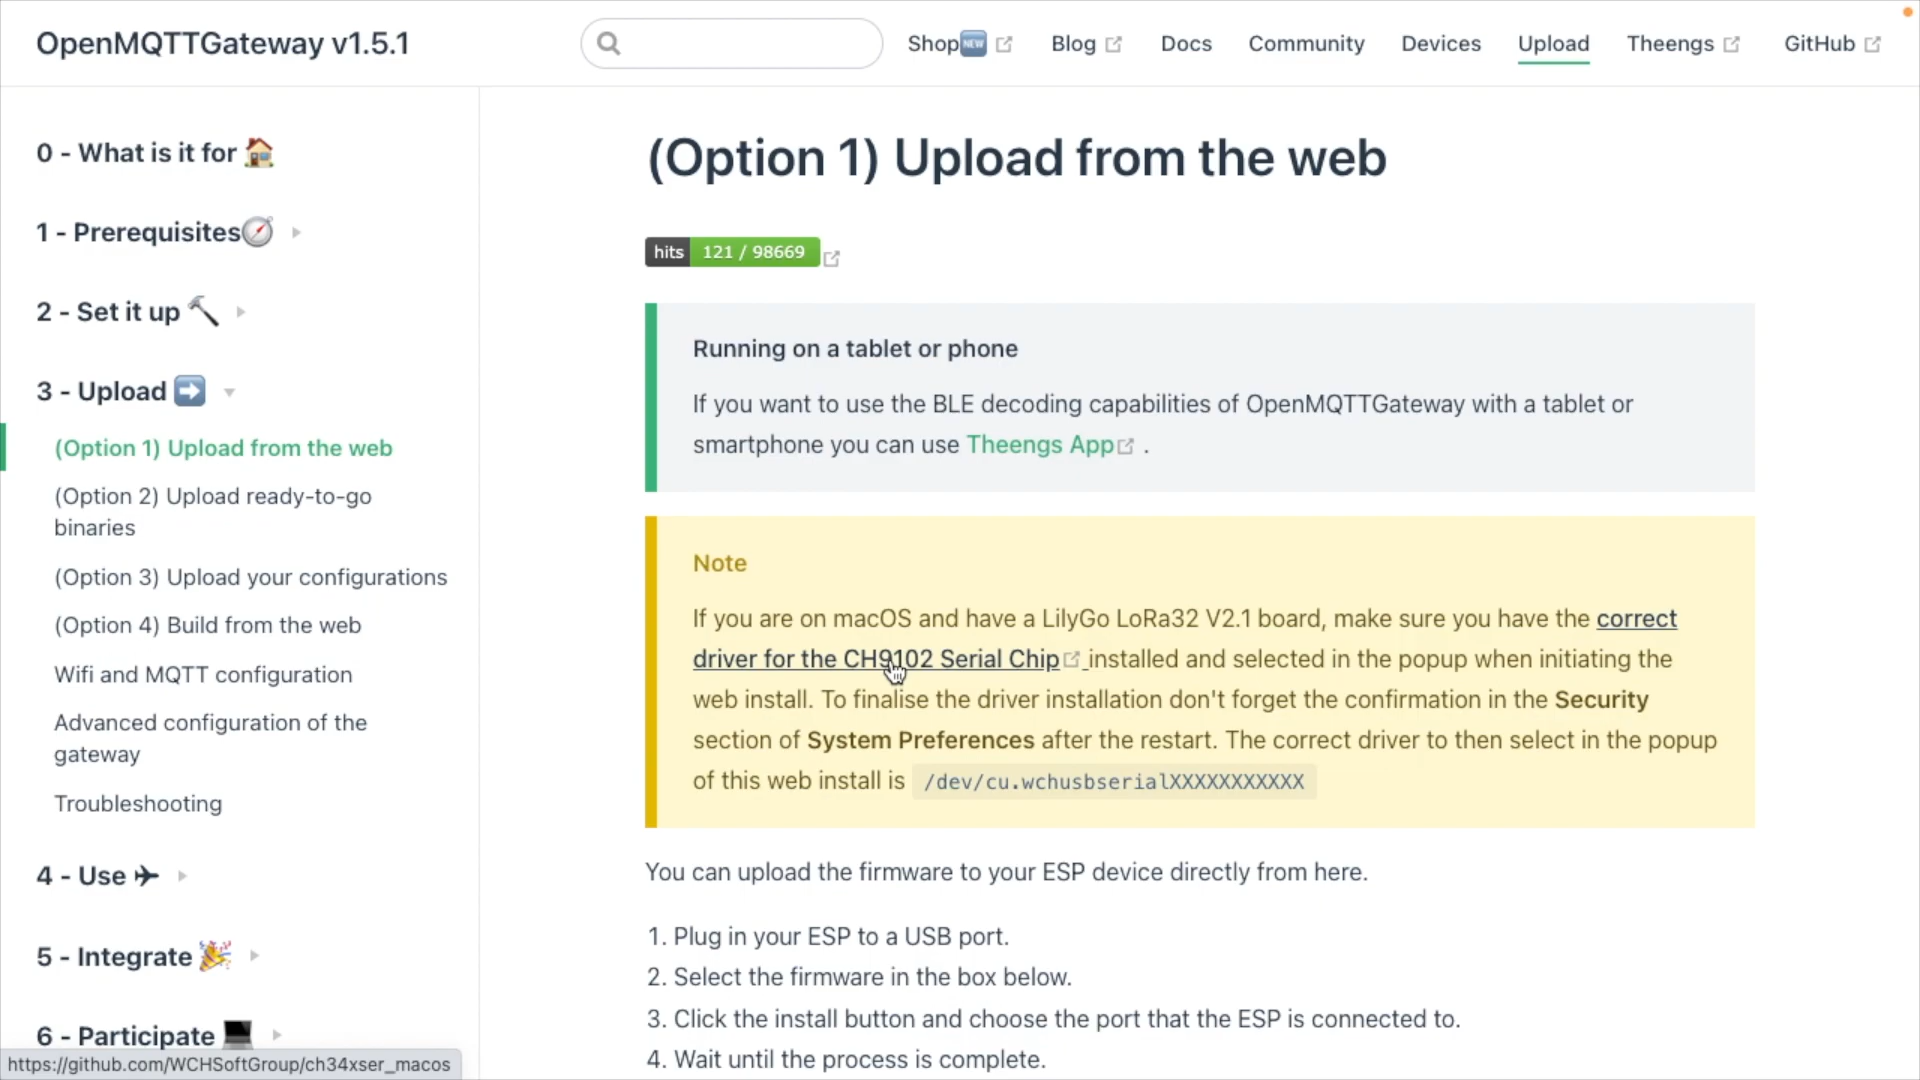 OpenMQTTGateway v1.5.1
Shop NEW
Blog
Docs
Community
Devices
Upload
Theengs
GitHub
0 - What is it for
1 - Prerequisites
2 - Set it up
3 - Upload
(Option 1) Upload from the web
(Option 2) Upload ready-to-go
binaries
(Option 3) Upload your configurations
(Option 4) Build from the web
Wifi and MQTT configuration
Advanced configuration of the
gateway
Troubleshooting
4 - Use
5 - Integrate
6 - Participate
https://github.com/WCHSoftGroup/ch34xser_macos
(Option 1) Upload from the web
hits 121 / 98669
Running on a tablet or phone
If you want to use the BLE decoding capabilities of OpenMQTTGateway with a tablet or
smartphone you can use Theengs App .
Note
If you are on macOS and have a LilyGo LoRa32 V2.1 board, make sure you have the correct
driver for the CH9102 Serial Chip installed and selected in the popup when initiating the
web install. To finalise the driver installation don't forget the confirmation in the Security
section of System Preferences after the restart. The correct driver to then select in the popup
of this web install is /dev/cu.wchusbserialXXXXXXXXXXX
You can upload the firmware to your ESP device directly from here.
1. Plug in your ESP to a USB port.
2. Select the firmware in the box below.
3. Click the install button and choose the port that the ESP is connected to.
4. Wait until the process is complete.